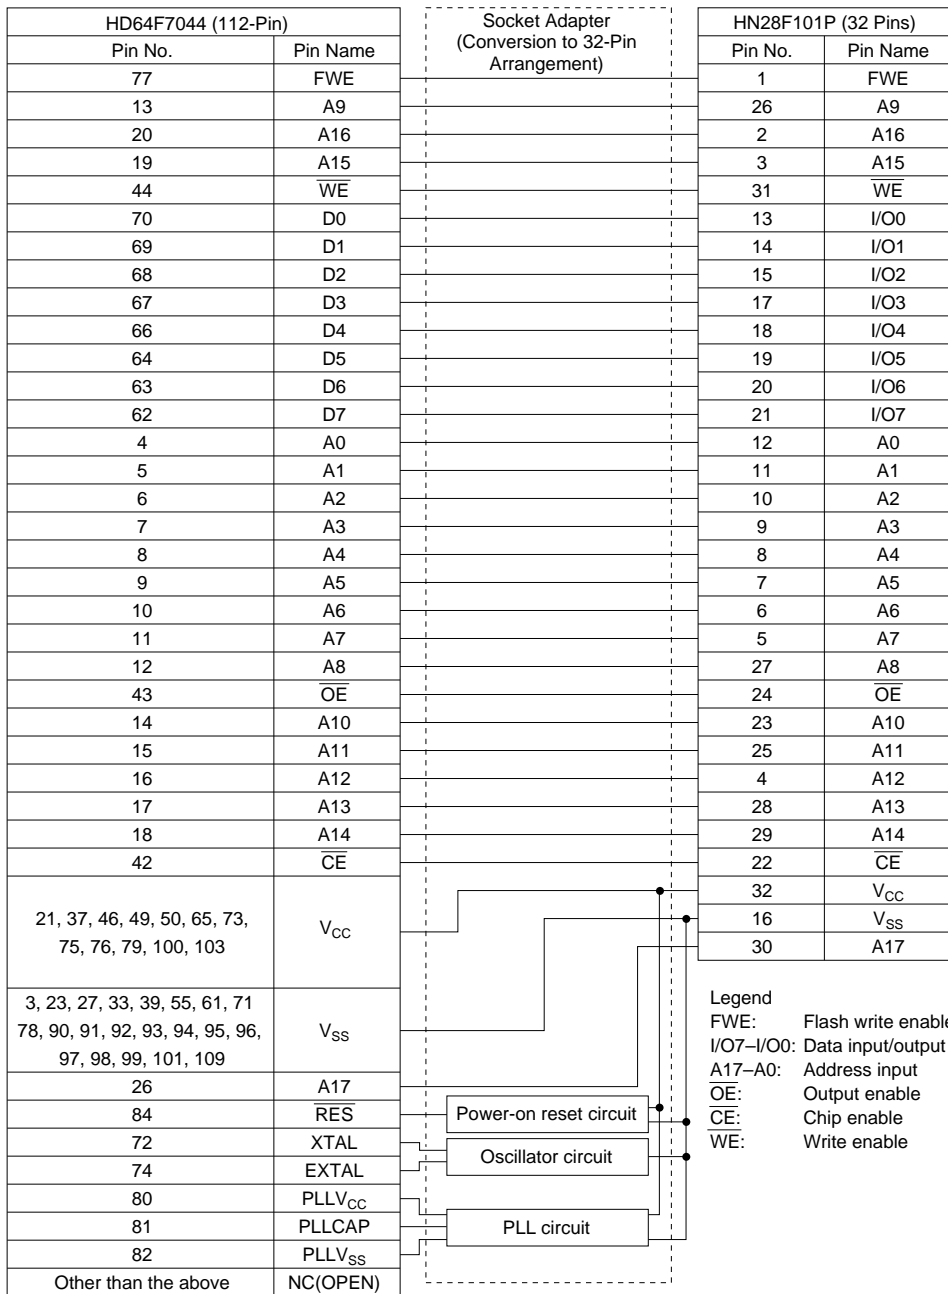 HD64F7044 (112-Pin)
Pin No. Pin Name
77 FWE
13 A9
20 A16
19 A15
44 WE
70 D0
69 D1
68 D2
67 D3
66 D4
64 D5
63 D6
62 D7
4 A0
5 A1
6 A2
7 A3
8 A4
9 A5
10 A6
11 A7
12 A8
43 OE
14 A10
15 A11
16 A12
17 A13
18 A14
42 CE
21, 37, 46, 49, 50, 65, 73,
75, 76, 79, 100, 103
VCC
3, 23, 27, 33, 39, 55, 61, 71
78, 90, 91, 92, 93, 94, 95, 96,
97, 98, 99, 101, 109
VSS
26 A17
84 RES
72 XTAL
74 EXTAL
80 PLLVCC
81 PLLCAP
82 PLLVSS
Other than the above NC(OPEN)
Socket Adapter
(Conversion to 32-Pin
Arrangement)
Power-on reset circuit
Oscillator circuit
PLL circuit
HN28F101P (32 Pins)
Pin No. Pin Name
1 FWE
26 A9
2 A16
3 A15
31 WE
13 I/O0
14 I/O1
15 I/O2
17 I/O3
18 I/O4
19 I/O5
20 I/O6
21 I/O7
12 A0
11 A1
10 A2
9 A3
8 A4
7 A5
6 A6
5 A7
27 A8
24 OE
23 A10
25 A11
4 A12
28 A13
29 A14
22 CE
32 VCC
16 VSS
30 A17
Legend
FWE: Flash write enable
I/O7–I/O0: Data input/output
A17–A0: Address input
OE: Output enable
CE: Chip enable
WE: Write enable